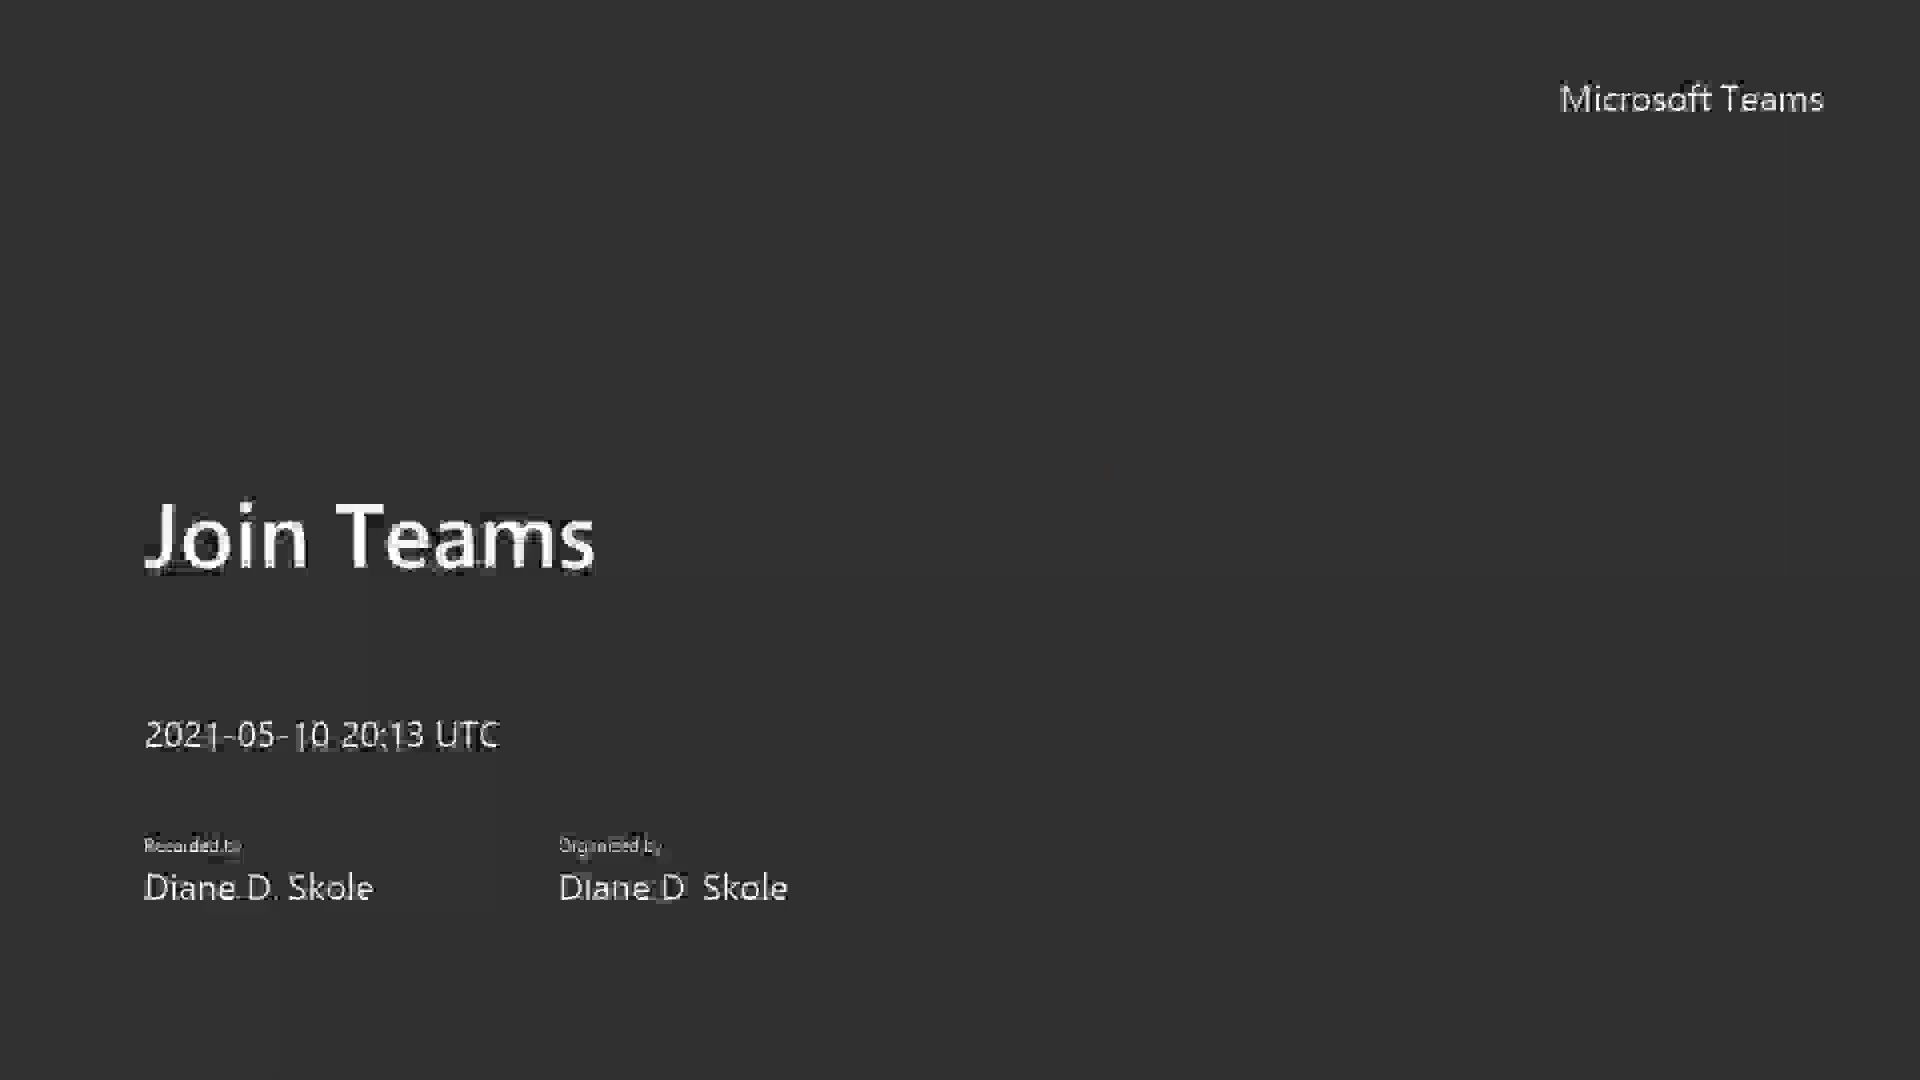 Microsoft Teams
Join Teams
2021-05-10 20:13 UTC
Recorded by
Organized by
Diane D. Skole
Diane D. Skole